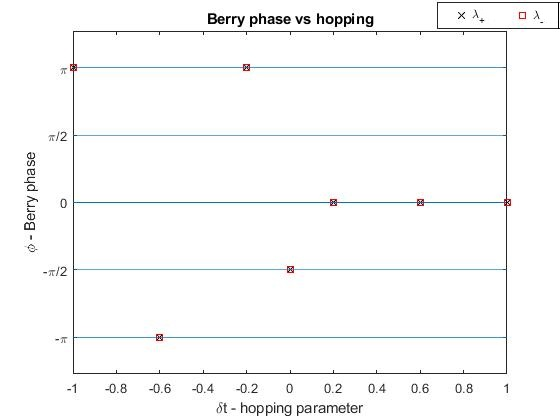 Berry phase vs hopping
λ₊
λ₋
π
π/2
0
-π/2
-π
ϕ - Berry phase
-1 -0.8 -0.6 -0.4 -0.2 0 0.2 0.4 0.6 0.8 1
δt - hopping parameter